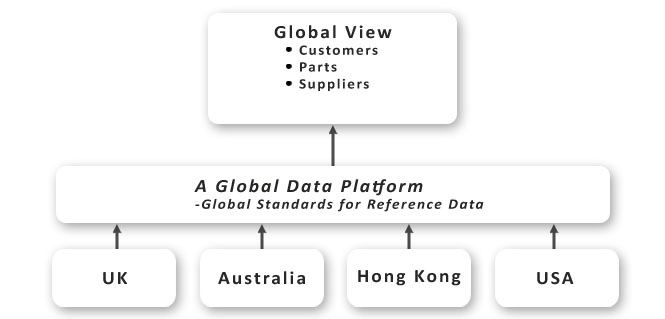 Global View
• Customers
• Parts
• Suppliers
A Global Data Platform
-Global Standards for Reference Data
UK
Australia
Hong Kong
USA